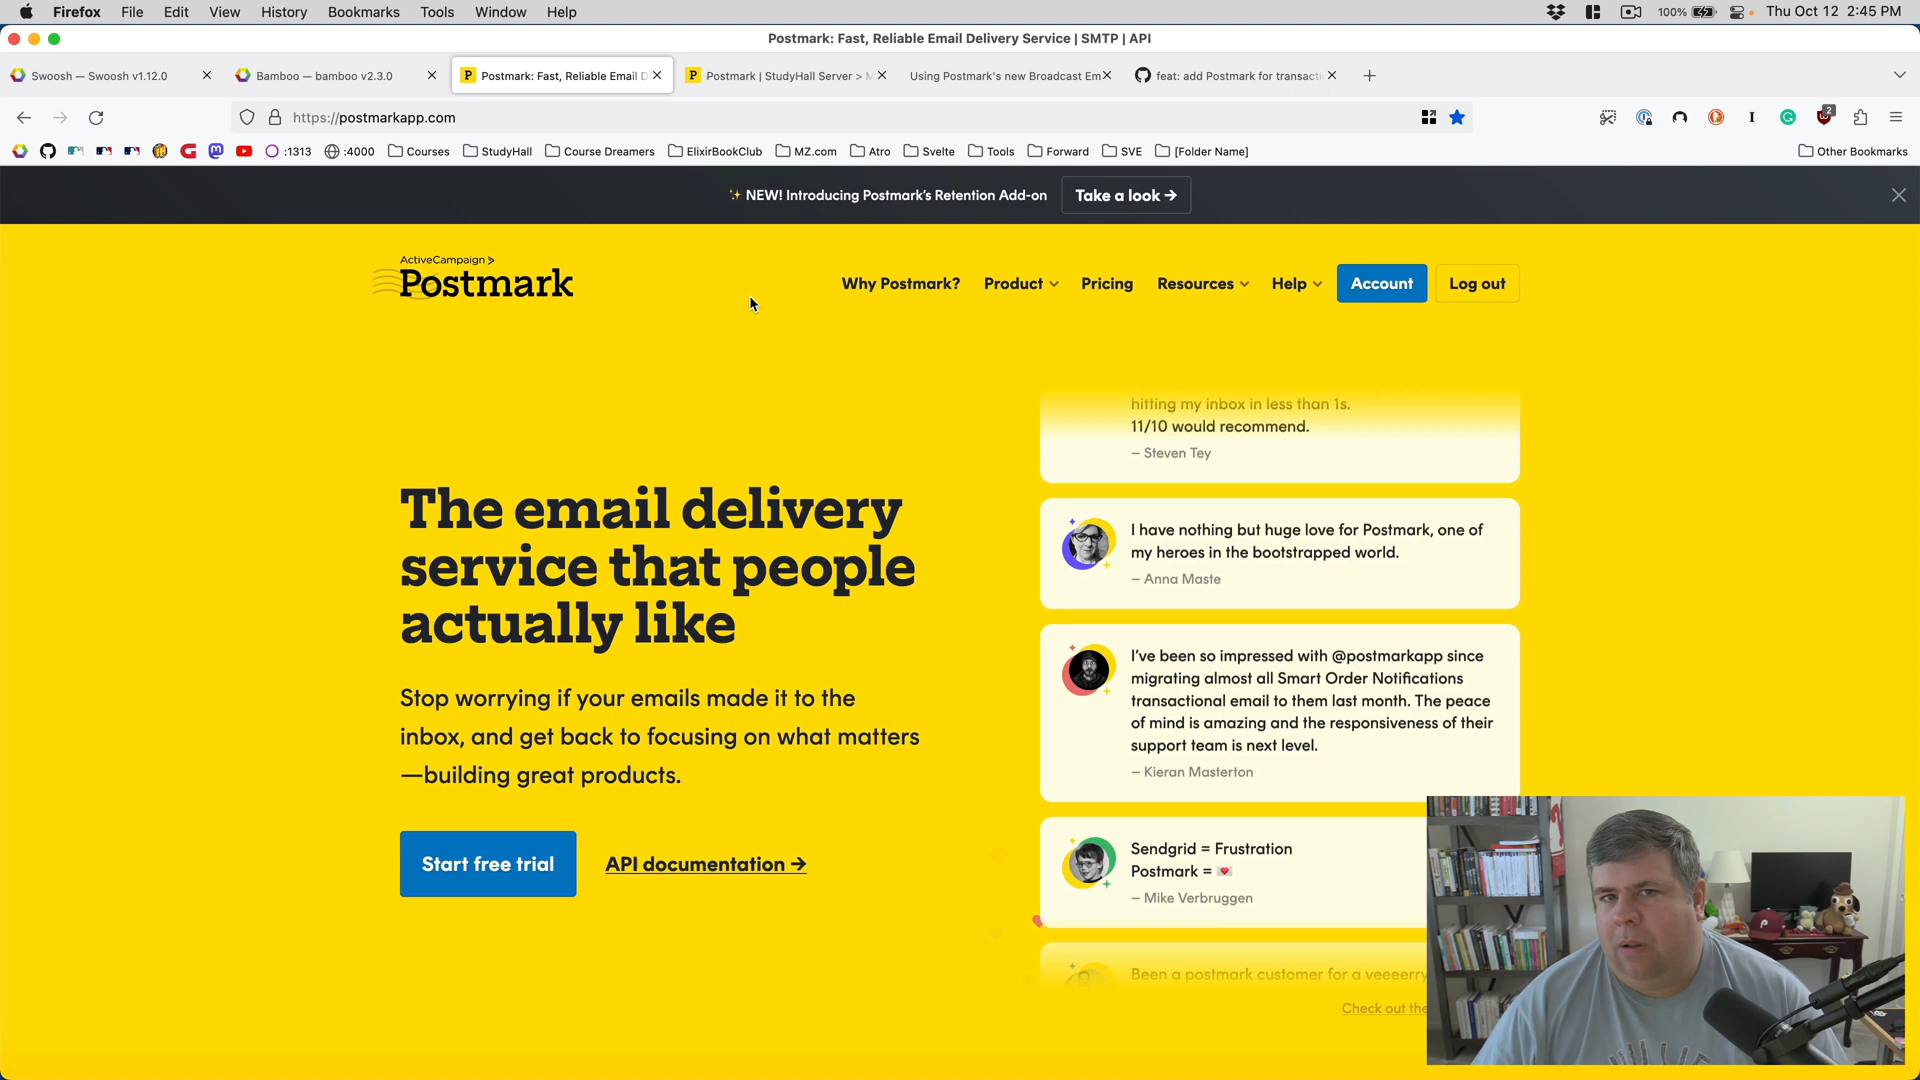 Firefox File Edit View History Bookmarks Tools Window Help 100% Thu Oct 12 2:45 PM
Postmark: Fast, Reliable Email Delivery Service | SMTP | API
Swoosh — Swoosh v1.12.0 Bamboo — bamboo v2.3.0 Postmark: Fast, Reliable Email D Postmark | StudyHall Server > M Using Postmark's new Broadcast Em feat: add Postmark for transacti
https://postmarkapp.com 2
:1313 :4000 Courses StudyHall Course Dreamers ElixirBookClub MZ.com Atro Svelte Tools Forward SVE [Folder Name] Other Bookmarks
✨ NEW! Introducing Postmark's Retention Add-on Take a look →
ActiveCampaign >
Postmark
Why Postmark? Product Pricing Resources Help Account Log out
The email delivery
service that people
actually like
Stop worrying if your emails made it to the
inbox, and get back to focusing on what matters
—building great products.
Start free trial API documentation →
hitting my inbox in less than 1s.
11/10 would recommend.
– Steven Tey
I have nothing but huge love for Postmark, one of
my heroes in the bootstrapped world.
– Anna Maste
I've been so impressed with @postmarkapp since
migrating almost all Smart Order Notifications
transactional email to them last month. The peace
of mind is amazing and the responsiveness of their
support team is next level.
– Kieran Masterton
Sendgrid = Frustration
Postmark = 💌
– Mike Verbruggen
Been a postmark customer for a veeeerry
Check out the